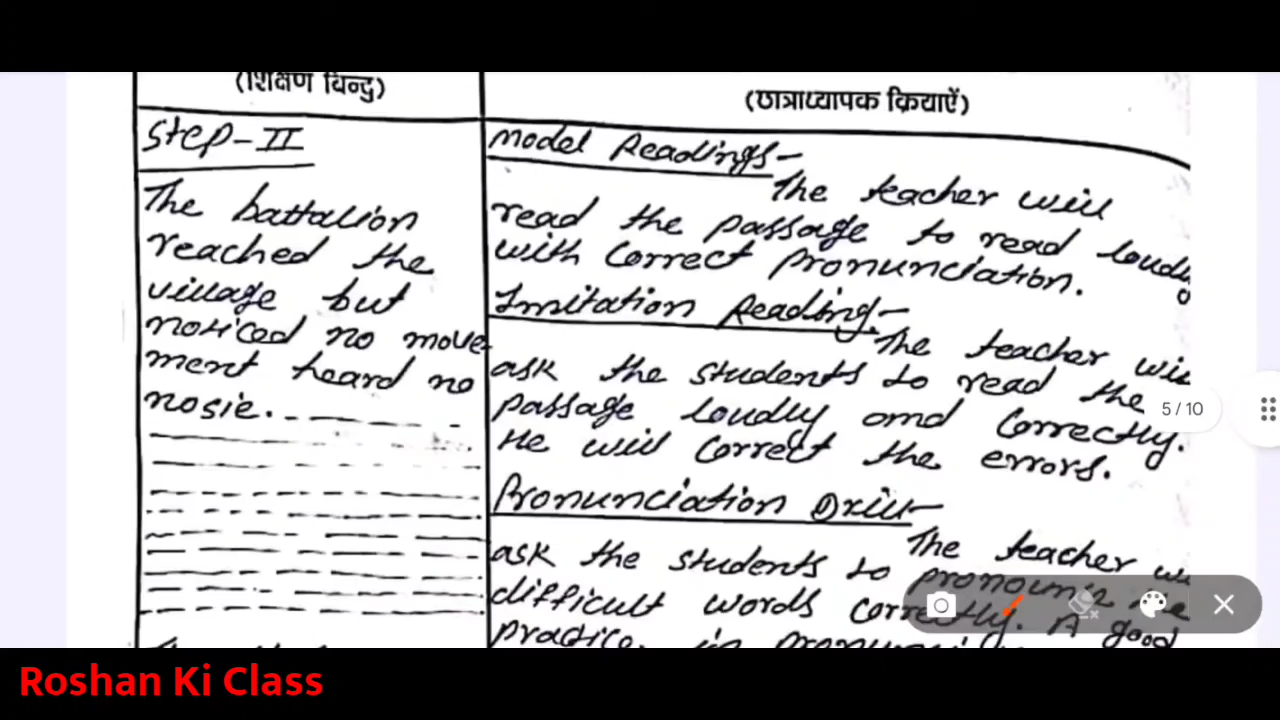 (शिक्षण बिन्दु)
(छात्राध्यापक क्रियाएँ)
Step-II
The battalion
reached the
village but
noticed no move-
ment heard no
nosie.
Model Readings-
The teacher will
read the passage to read loudly
with correct pronunciation.
Imitation Reading.-
The teacher will
ask the students to read the
passage loudly and correctly.
He will correct the errors.
Pronunciation Drill-
The teacher
ask the students to
difficult words correctly. A good
practice in
5 / 10
Roshan Ki Class